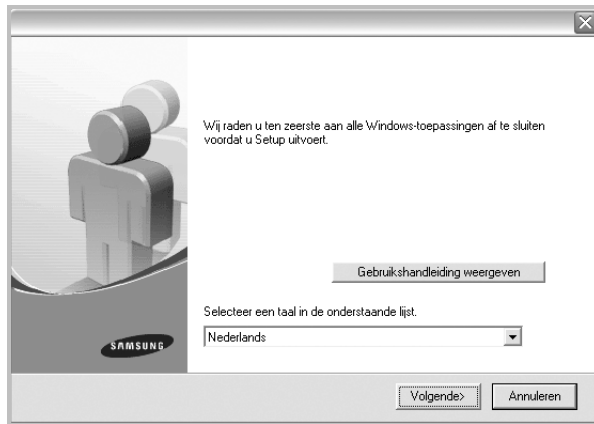 Wij raden u ten zeerste aan alle Windows-toepassingen af te sluiten
voordat u Setup uitvoert.
Gebruikshandleiding weergeven
Selecteer een taal in de onderstaande lijst.
Nederlands
SAMSUNG
Volgende>
Annuleren